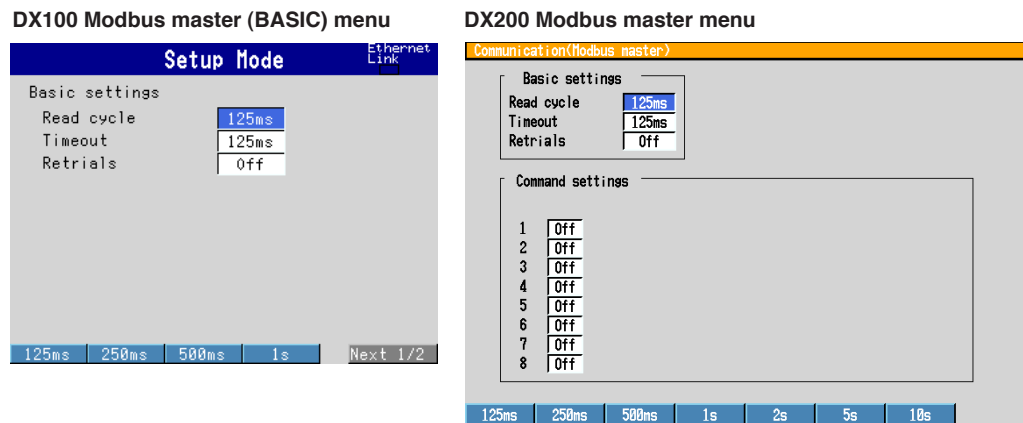 DX100 Modbus master (BASIC) menu
Setup Mode
Ethernet
Link
Basic settings
Read cycle 125ms
Timeout 125ms
Retrials Off
125ms 250ms 500ms 1s Next 1/2
DX200 Modbus master menu
Communication(Modbus master)
Basic settings
Read cycle 125ms
Timeout 125ms
Retrials Off
Command settings
1 Off
2 Off
3 Off
4 Off
5 Off
6 Off
7 Off
8 Off
125ms 250ms 500ms 1s 2s 5s 10s